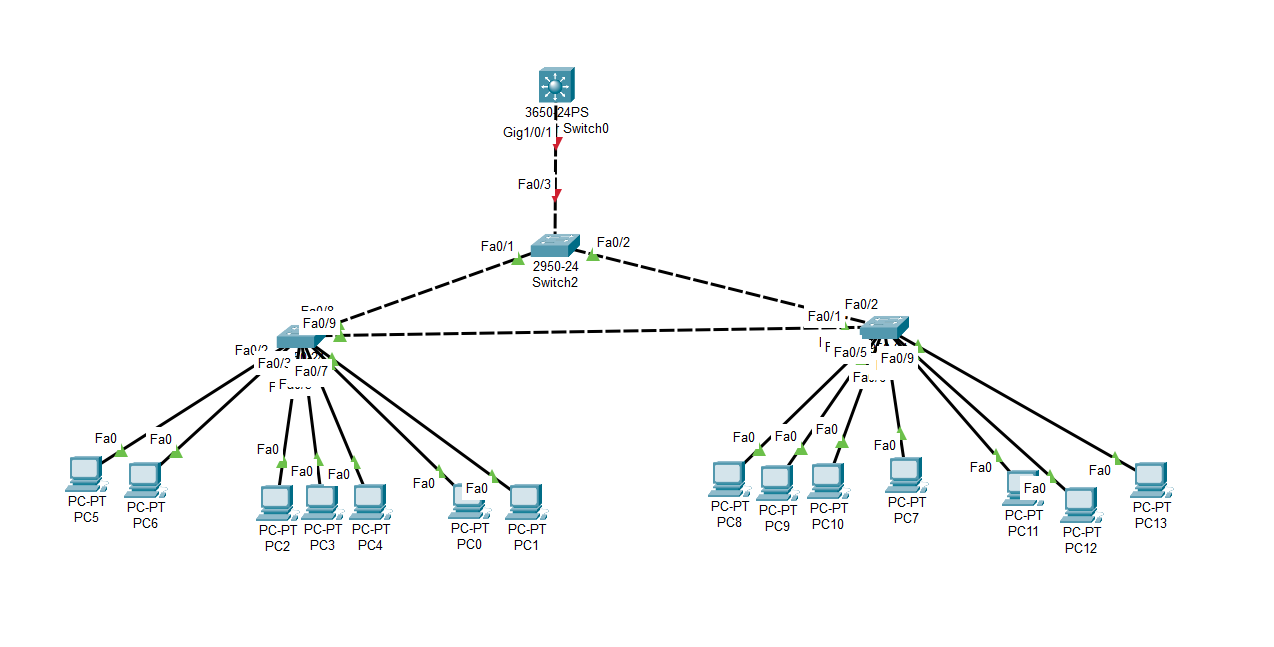 3650-24PS
Switch0
Gig1/0/1
Fa0/3
Fa0/1
Fa0/2
2950-24
Switch2
Fa0/9
Fa0/2
Fa0/1
Fa0/3
Fa0/7
Fa0/5
Fa0/9
Fa0
Fa0
Fa0
Fa0
Fa0
Fa0
Fa0
Fa0
Fa0
Fa0
Fa0
Fa0
Fa0
Fa0
PC-PT
PC5
PC-PT
PC6
PC-PT
PC2
PC-PT
PC3
PC-PT
PC4
PC-PT
PC0
PC-PT
PC1
PC-PT
PC8
PC-PT
PC9
PC-PT
PC10
PC-PT
PC7
PC-PT
PC11
PC-PT
PC12
PC-PT
PC13